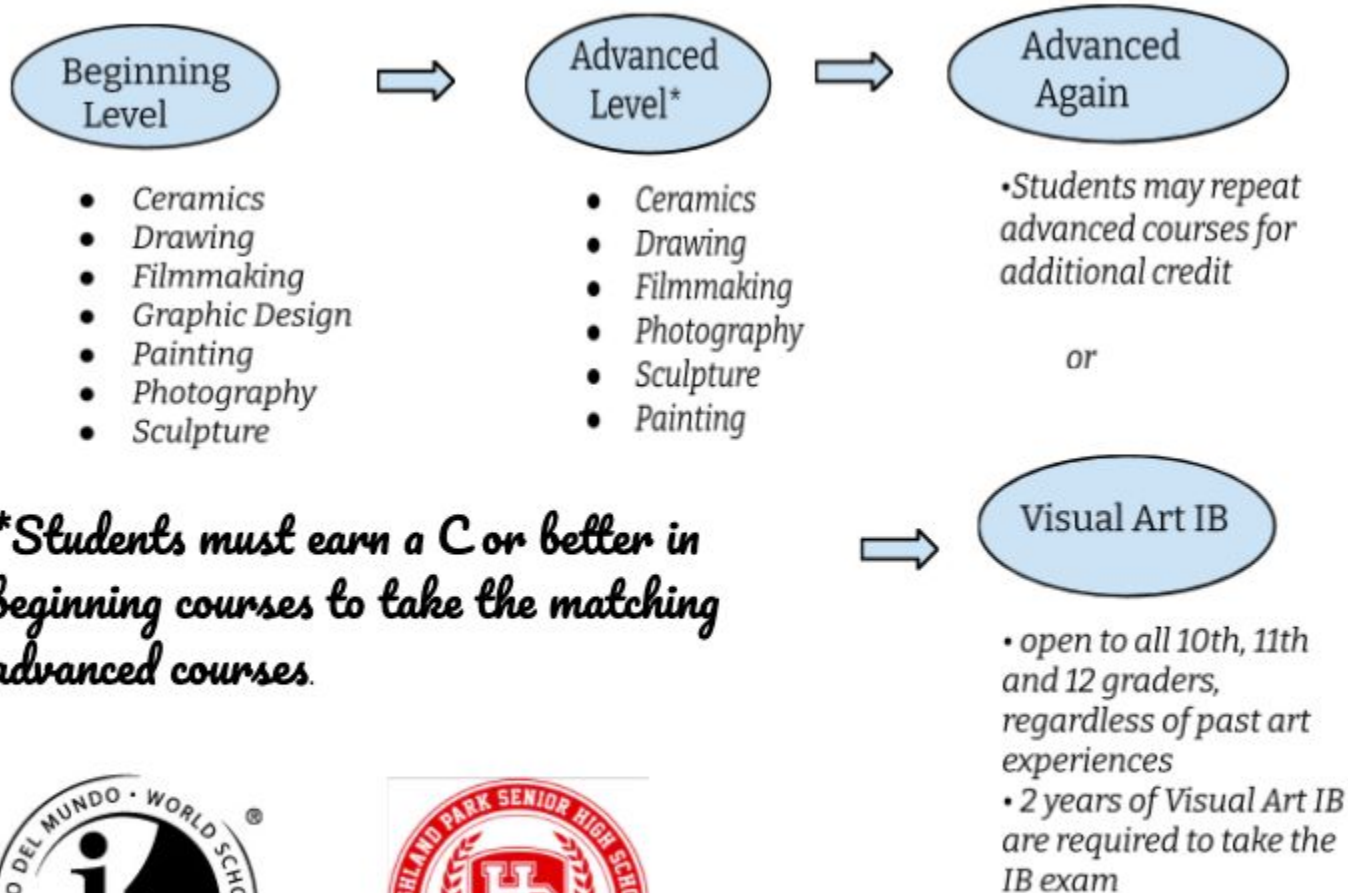 Beginning
Level
• Ceramics
• Drawing
• Filmmaking
• Graphic Design
• Painting
• Photography
• Sculpture
Advanced
Level*
• Ceramics
• Drawing
• Filmmaking
• Photography
• Sculpture
• Painting
Advanced
Again
•Students may repeat
advanced courses for
additional credit
or
Visual Art IB
• open to all 10th, 11th
and 12 graders,
regardless of past art
experiences
• 2 years of Visual Art IB
are required to take the
IB exam
*Students must earn a C or better in
beginning courses to take the matching
advanced courses.
DEL MUNDO · WORLD
®
PARK SENIOR HIGH